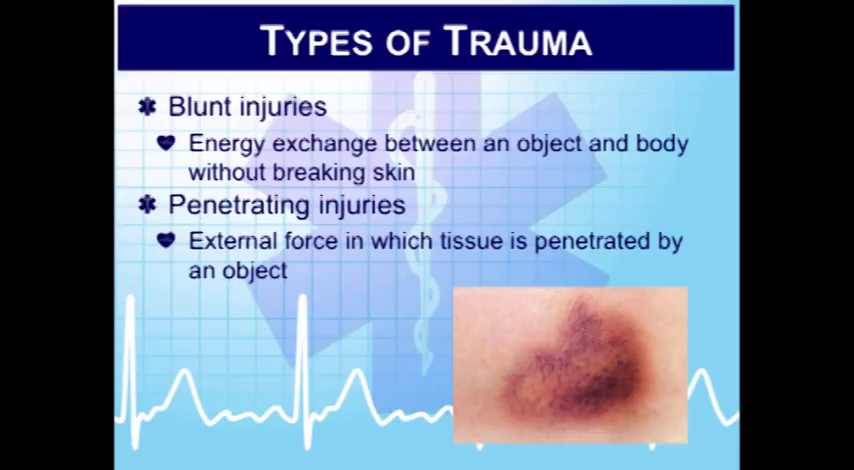 TYPES OF TRAUMA
Blunt injuries
Energy exchange between an object and body
without breaking skin
Penetrating injuries
External force in which tissue is penetrated by
an object